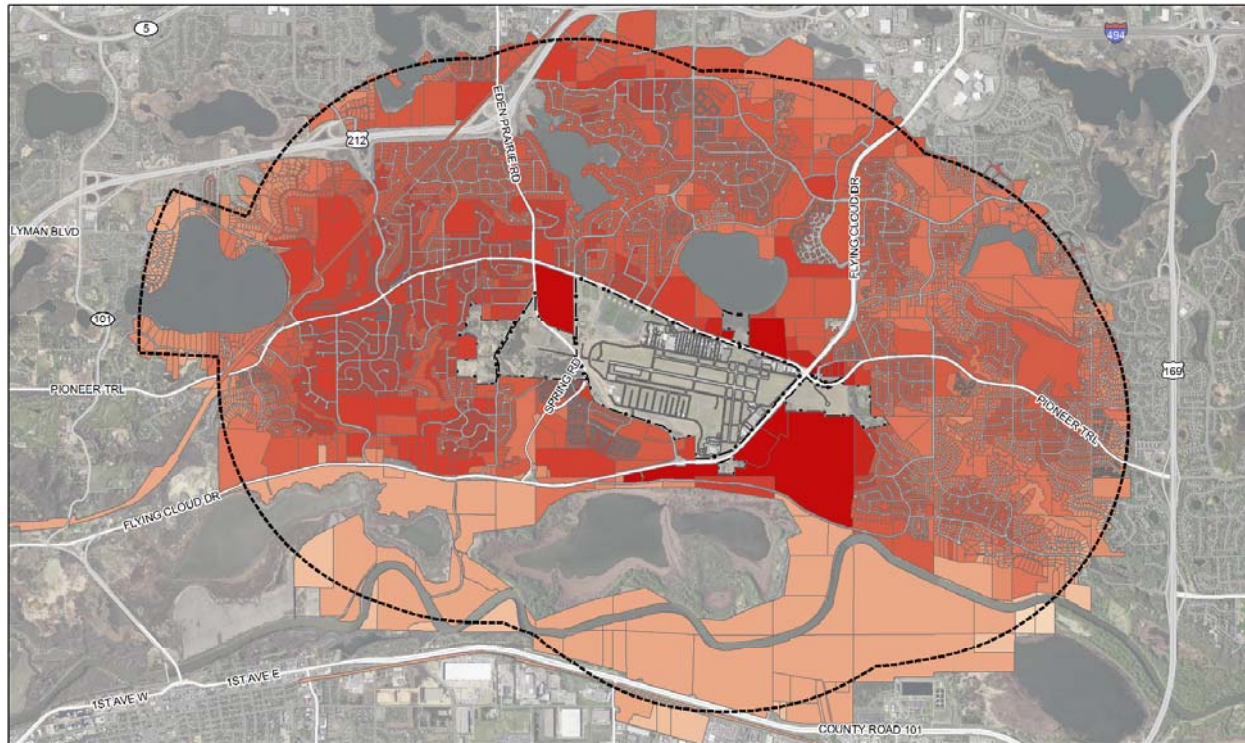 5
494
212
EDEN PRAIRIE RD
FLYING CLOUD DR
LYMAN BLVD
101
PIONEER TRL
SPRING RD
169
PIONEER TRL
FLYING CLOUD DR
1ST AVE W
1ST AVE E
COUNTY ROAD 101